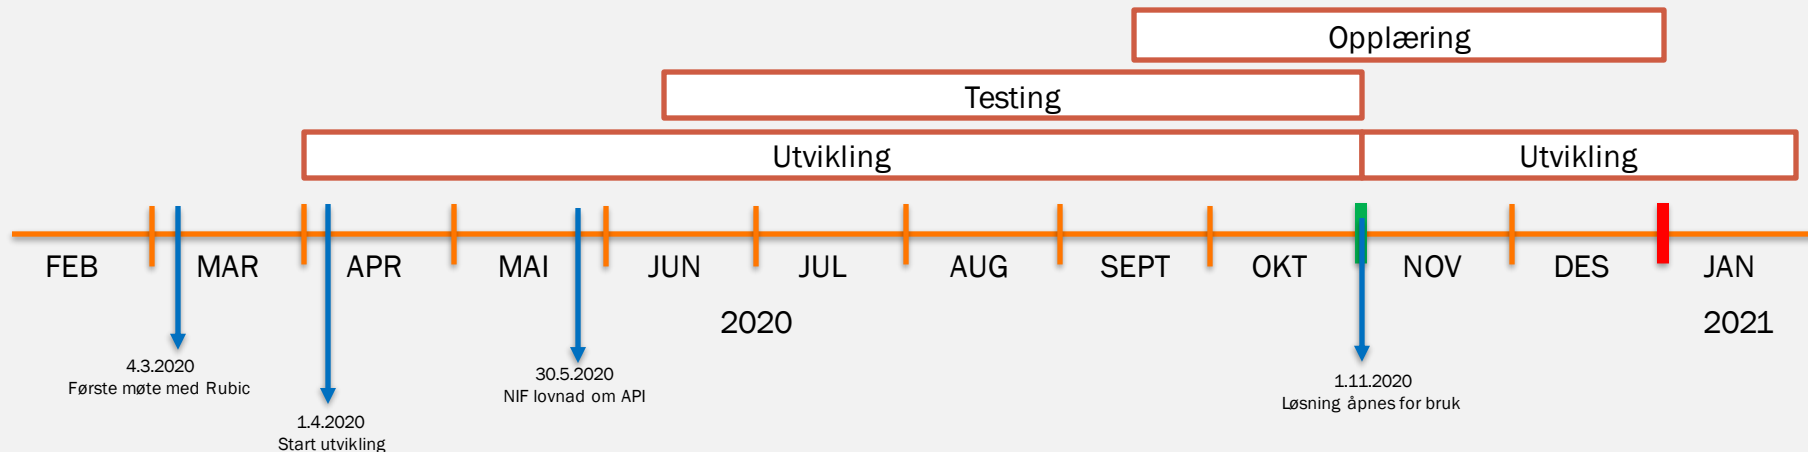 Opplæring
Testing
Utvikling
Utvikling
FEB
MAR
APR
MAI
JUN
JUL
AUG
SEPT
OKT
NOV
DES
JAN
2020
2021
4.3.2020
Første møte med Rubic
1.4.2020
Start utvikling
30.5.2020
NIF lovnad om API
1.11.2020
Løsning åpnes for bruk